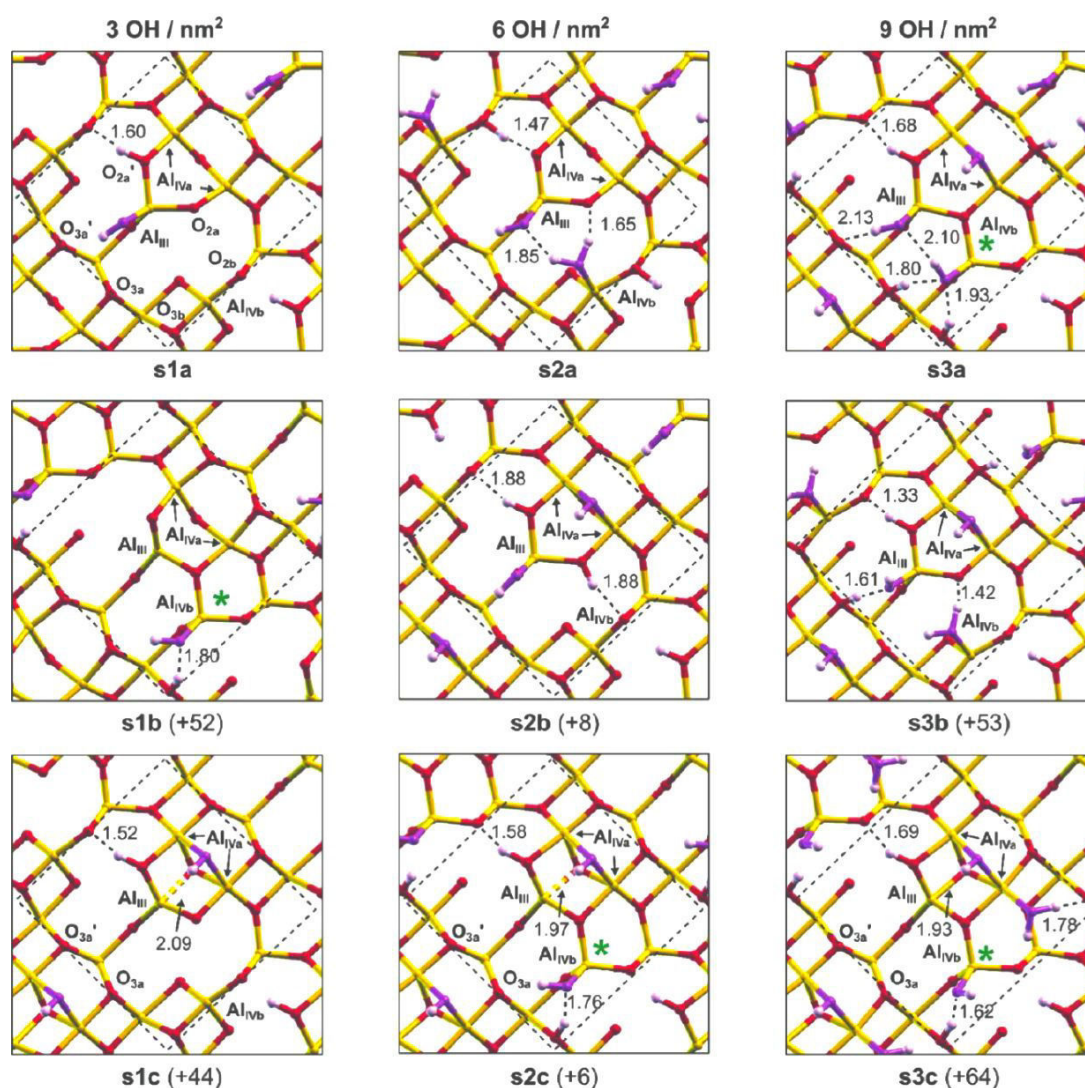 3 OH / nm²
6 OH / nm²
9 OH / nm²
1.60
O2a'
AlIVa
O3a'
AlIII
O2a
O2b
O3a
O3b
AlIVb
s1a
1.47
AlIVa
AlIII
1.65
1.85
AlIVb
s2a
1.68
AlIVa
AlIII
2.13
AlIVb
2.10
*
1.80
1.93
s3a
AlIVa
AlIII
AlIVb
*
1.80
s1b (+52)
1.88
AlIVa
AlIII
1.88
AlIVb
s2b (+8)
1.33
AlIVa
AlIII
1.61
1.42
AlIVb
s3b (+53)
1.52
AlIVa
AlIII
O3a'
2.09
O3a
AlIVb
s1c (+44)
1.58
AlIVa
AlIII
O3a'
1.97
AlIVb
*
O3a
1.76
s2c (+6)
1.69
AlIVa
AlIII
O3a'
1.93
1.78
AlIVb
*
O3a
1.62
s3c (+64)